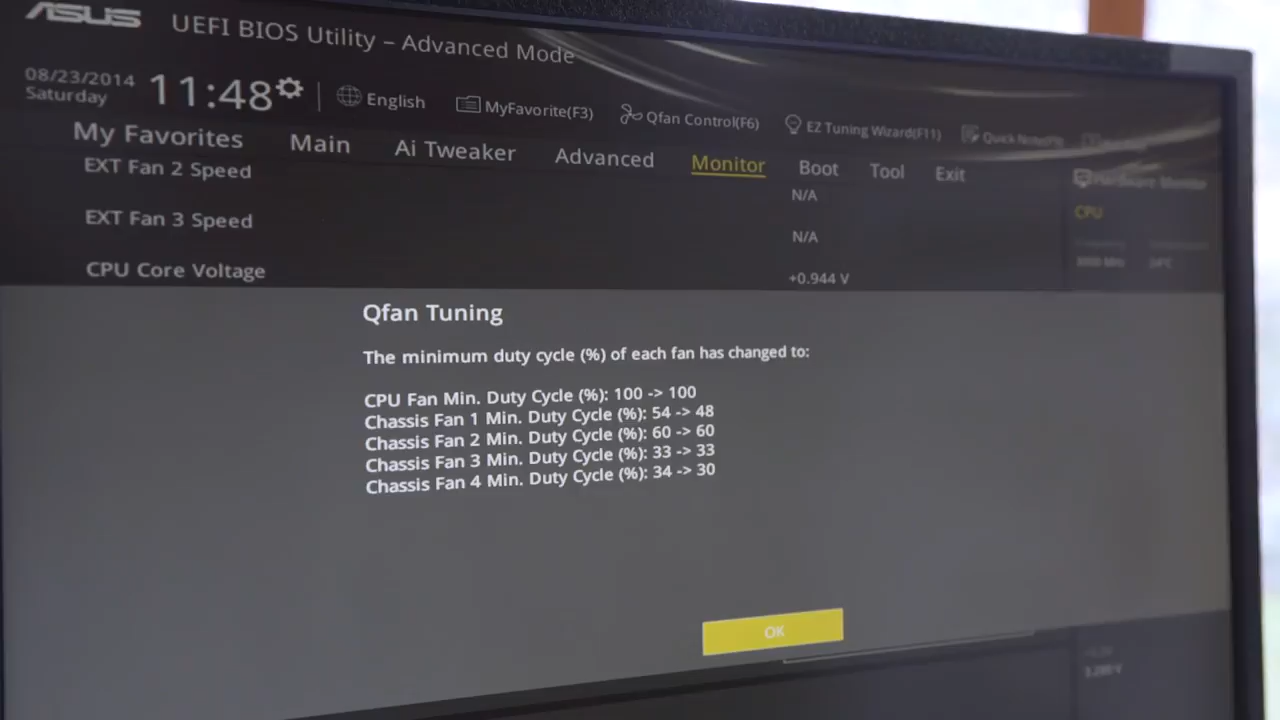 ASUS UEFI BIOS Utility – Advanced Mode
08/23/2014
Saturday
11:48
English
MyFavorite(F3)
Qfan Control(F6)
EZ Tuning Wizard(F11)
My Favorites
Main
Ai Tweaker
Advanced
Monitor
Boot
Tool
Exit
Hardware Monitor
EXT Fan 2 Speed N/A
CPU
EXT Fan 3 Speed N/A
CPU Core Voltage +0.944 V
Qfan Tuning
The minimum duty cycle (%) of each fan has changed to:
CPU Fan Min. Duty Cycle (%): 100 -> 100
Chassis Fan 1 Min. Duty Cycle (%): 54 -> 48
Chassis Fan 2 Min. Duty Cycle (%): 60 -> 60
Chassis Fan 3 Min. Duty Cycle (%): 33 -> 33
Chassis Fan 4 Min. Duty Cycle (%): 34 -> 30
OK